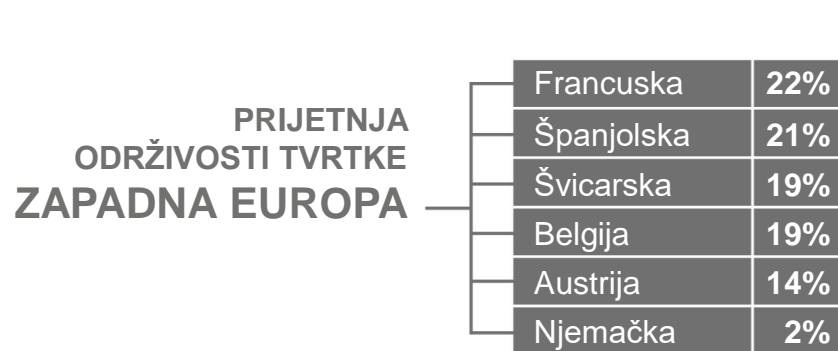 PRIJETNJA
ODRŽIVOSTI TVRTKE
ZAPADNA EUROPA
Francuska 22%
Španjolska 21%
Švicarska 19%
Belgija 19%
Austrija 14%
Njemačka 2%